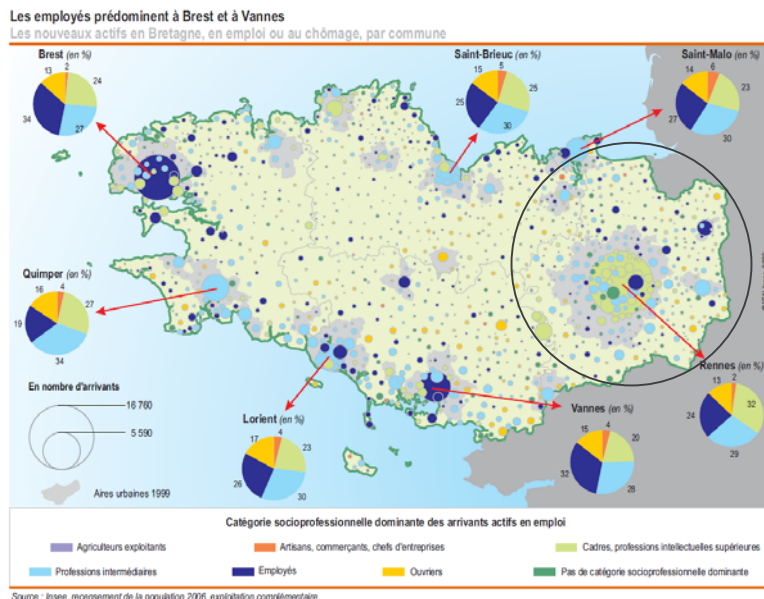 Les employés prédominent à Brest et à Vannes
Les nouveaux actifs en Bretagne, en emploi ou au chômage, par commune
Brest (en %)
13 2 24
34 27
Saint-Brieuc (en %)
15 5 25
25 30
Saint-Malo (en %)
14 6 23
27 30
Quimper (en %)
16 4 27
19 34
En nombre d'arrivants
16 760
5 590
Aires urbaines 1999
Lorient (en %)
17 4 23
26 30
Vannes (en %)
15 4 20
32 28
Rennes (en %)
13 2 32
24 29
Catégorie socioprofessionnelle dominante des arrivants actifs en emploi
Agriculteurs exploitants
Artisans, commerçants, chefs d'entreprises
Cadres, professions intellectuelles supérieures
Professions intermédiaires
Employés
Ouvriers
Pas de catégorie socioprofessionnelle dominante
Source : Insee, recensement de la population 2006, exploitation complémentaire